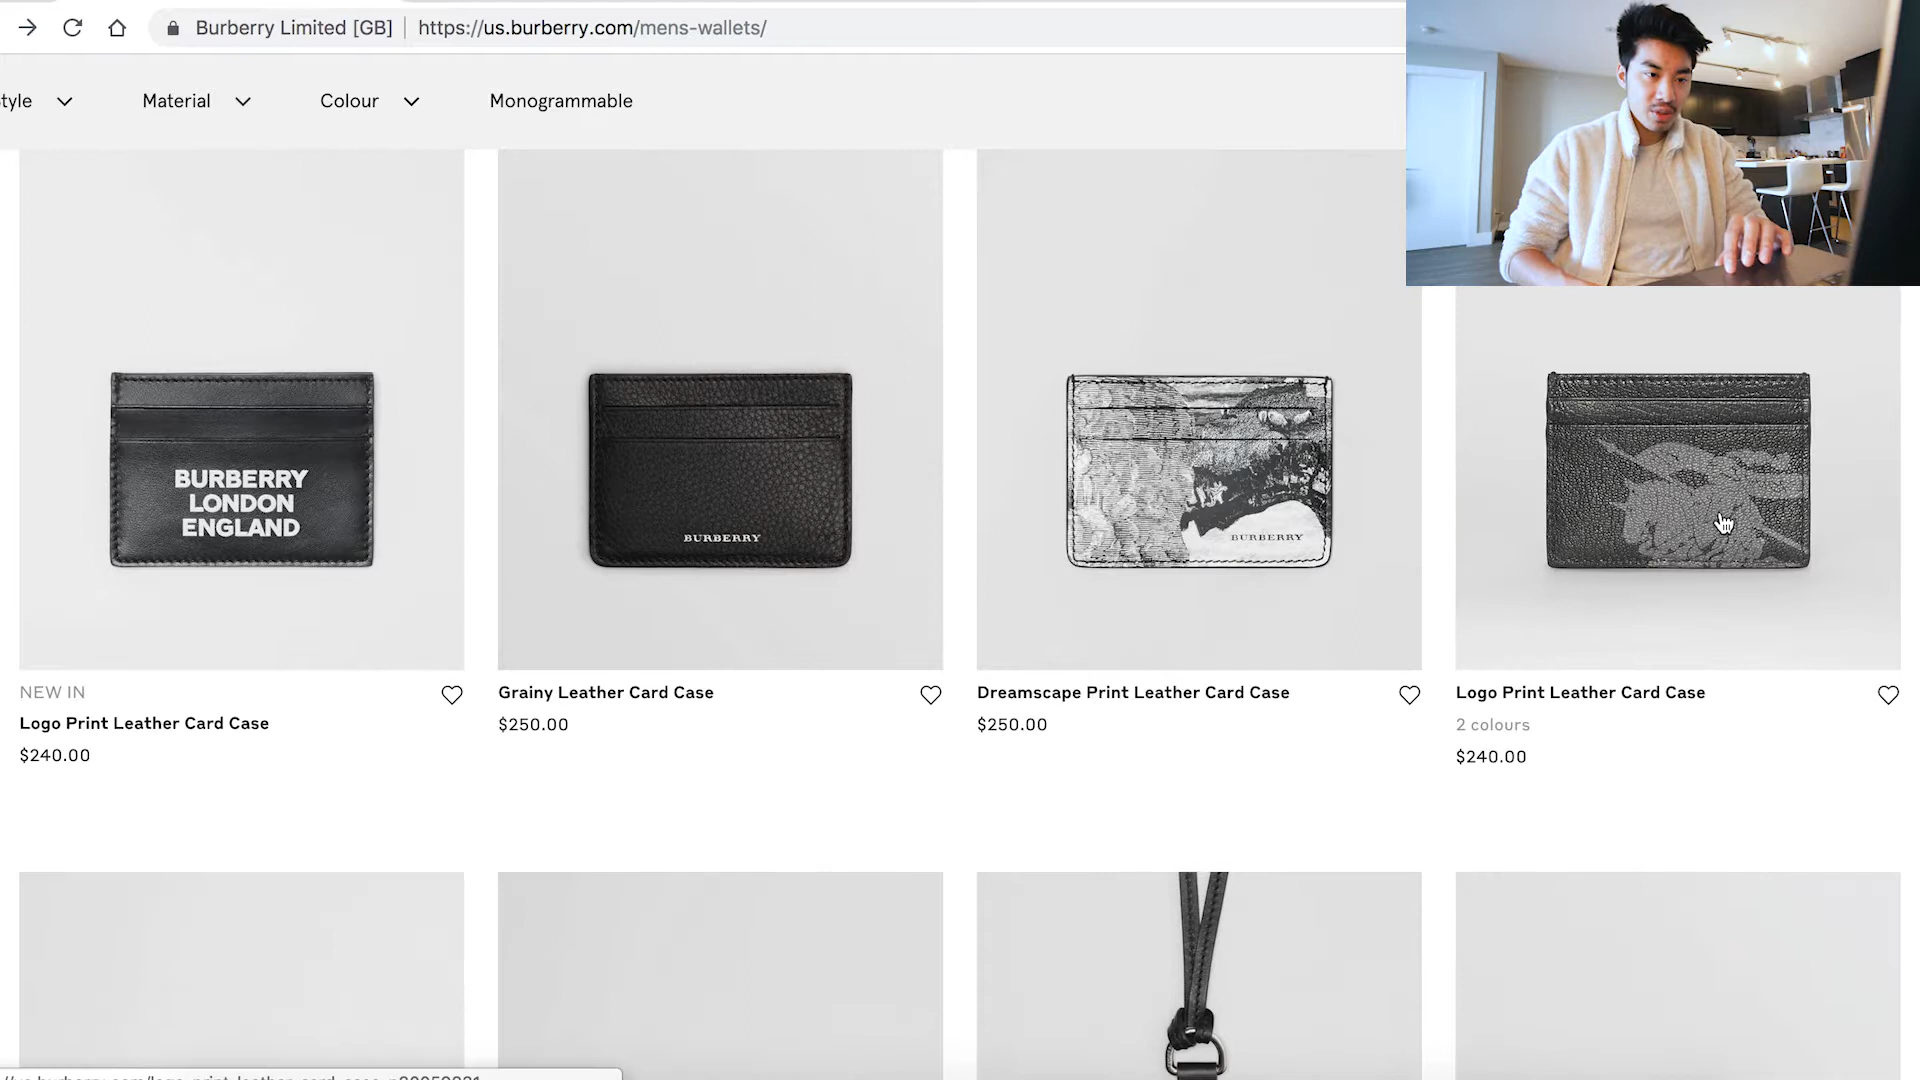 Burberry Limited [GB] | https://us.burberry.com/mens-wallets/
Material
Colour
Monogrammable
BURBERRY
LONDON
ENGLAND
BURBERRY
BURBERRY
NEW IN
Logo Print Leather Card Case
$240.00
Grainy Leather Card Case
$250.00
Dreamscape Print Leather Card Case
$250.00
Logo Print Leather Card Case
2 colours
$240.00